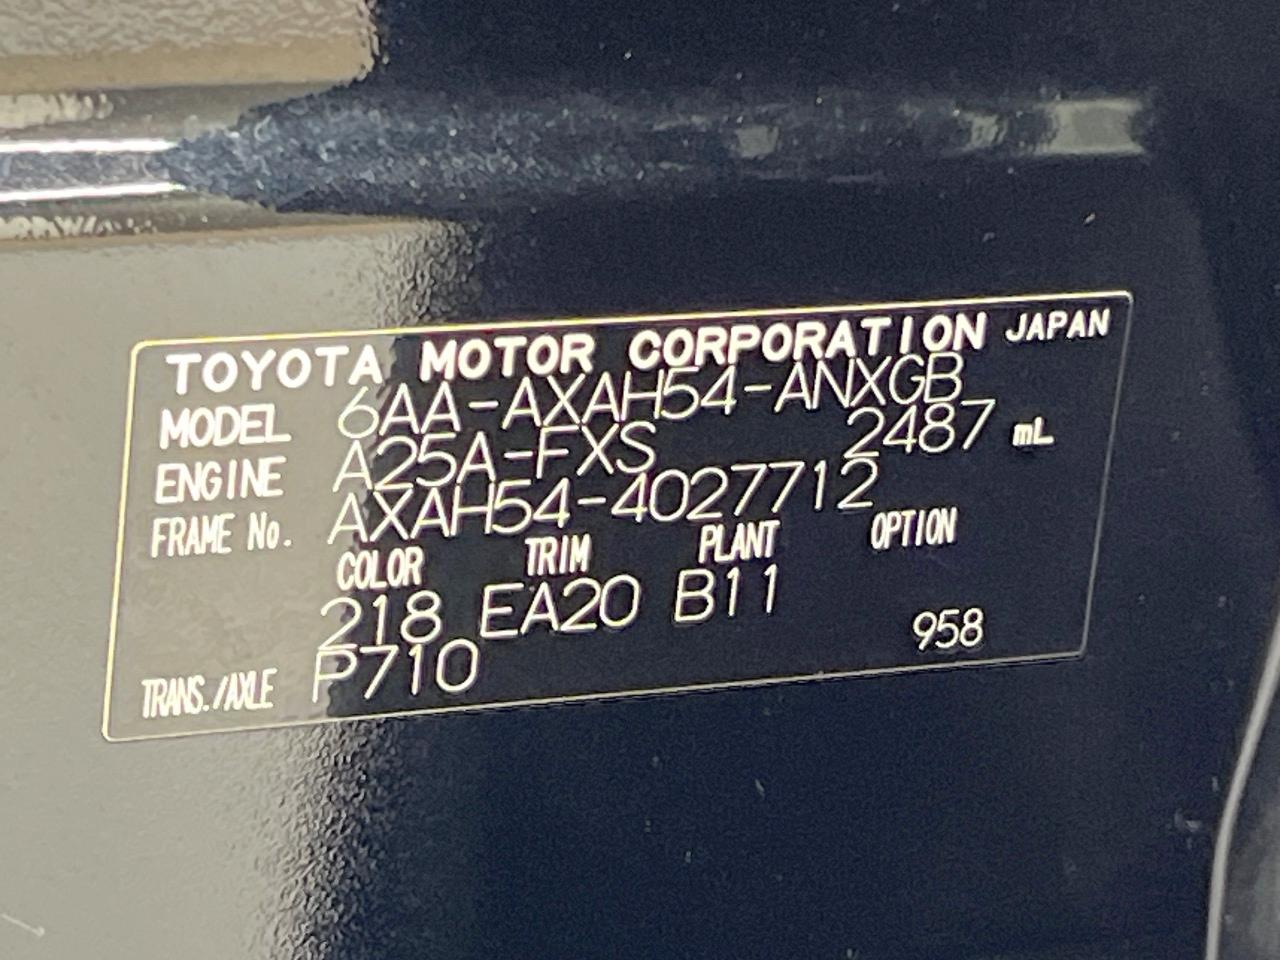 TOYOTA MOTOR CORPORATION JAPAN
MODEL 6AA-AXAH54-ANXGB
ENGINE A25A-FXS 2487 mL
FRAME No. AXAH54-4027712
COLOR TRIM PLANT OPTION
218 EA20 B11
TRANS./AXLE P710 958